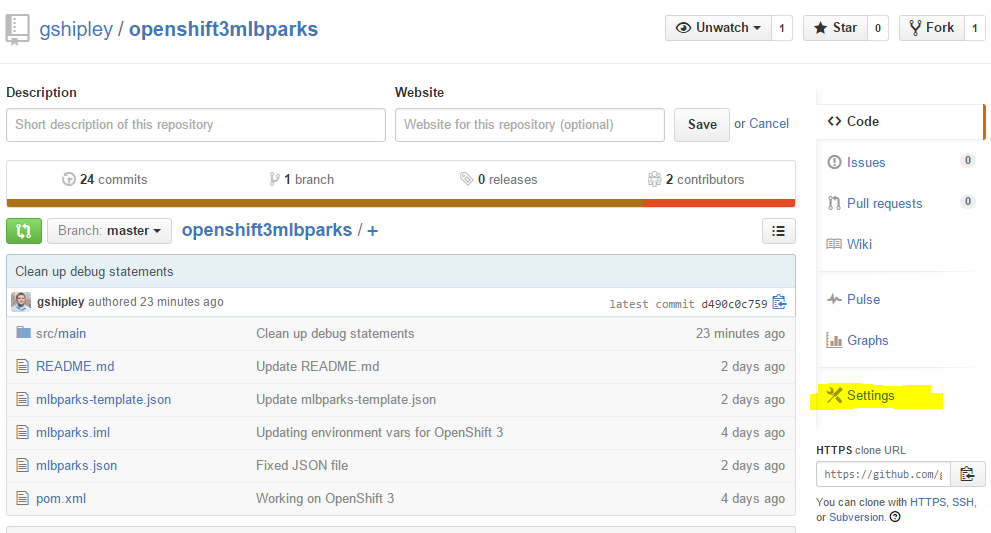 gshipley / openshift3mlbparks
Unwatch 1 Star 0 Fork 1
Description Website
Short description of this repository Website for this repository (optional) Save or Cancel
24 commits 1 branch 0 releases 2 contributors
Branch: master openshift3mlbparks / +
Clean up debug statements
gshipley authored 23 minutes ago latest commit d490c0c759
src/main Clean up debug statements 23 minutes ago
README.md Update README.md 2 days ago
mlbparks-template.json Update mlbparks-template.json 2 days ago
mlbparks.iml Updating environment vars for OpenShift 3 4 days ago
mlbparks.json Fixed JSON file 2 days ago
pom.xml Working on OpenShift 3 4 days ago
Code
Issues 0
Pull requests 0
Wiki
Pulse
Graphs
Settings
HTTPS clone URL
https://github.com/g
You can clone with HTTPS, SSH,
or Subversion.